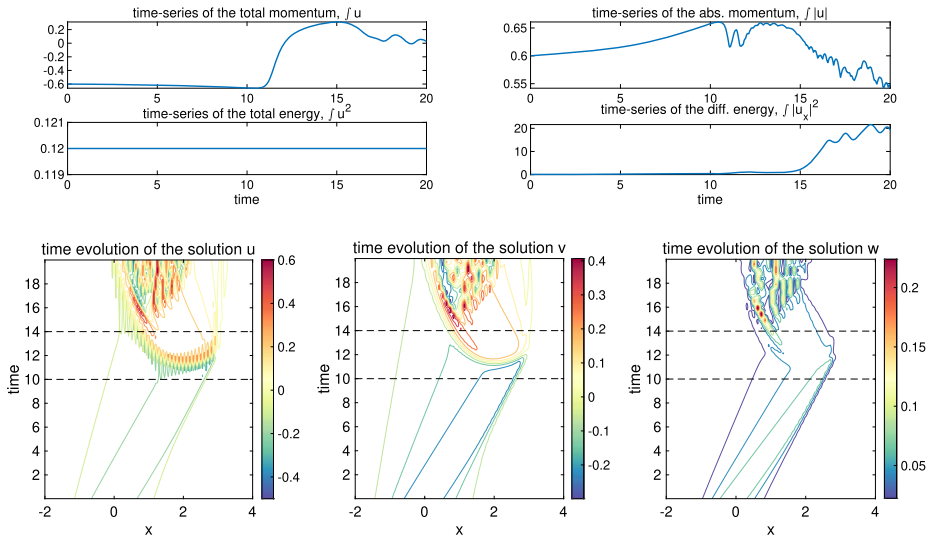 time-series of the total momentum, ∫ u
0.2
0
-0.2
-0.4
-0.6
0 5 10 15 20
time-series of the abs. momentum, ∫ |u|
0.65
0.6
0.55
0 5 10 15 20
time-series of the total energy, ∫ u²
0.121
0.120
0.119
0 5 10 15 20
time
time-series of the diff. energy, ∫ |uₓ|²
20
10
0
0 5 10 15 20
time
time evolution of the solution u
time
18
16
14
12
10
8
6
4
2
-2 0 2 4
x
0.6
0.4
0.2
0
-0.2
-0.4
time evolution of the solution v
time
18
16
14
12
10
8
6
4
2
-2 0 2 4
x
0.4
0.3
0.2
0.1
0
-0.1
-0.2
time evolution of the solution w
time
18
16
14
12
10
8
6
4
2
-2 0 2 4
x
0.2
0.15
0.1
0.05